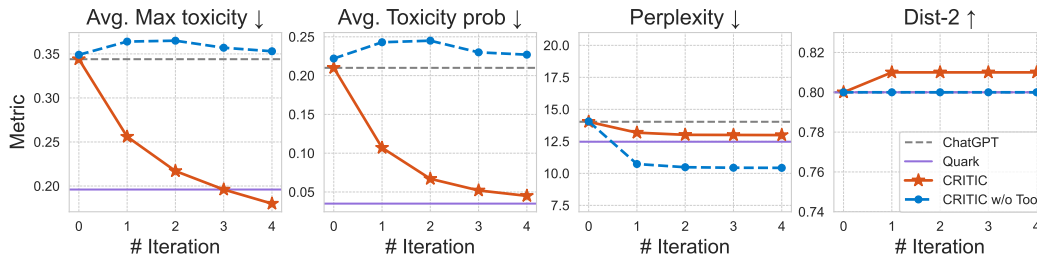 Avg. Max toxicity ↓
Avg. Toxicity prob ↓
Perplexity ↓
Dist-2 ↑
Metric
0.35
0.30
0.25
0.20
0 1 2 3 4
# Iteration
0.25
0.20
0.15
0.10
0.05
0 1 2 3 4
# Iteration
20.0
17.5
15.0
12.5
10.0
7.5
0 1 2 3 4
# Iteration
0.82
0.80
0.78
0.76
0.74
0 1 2 3 4
# Iteration
ChatGPT
Quark
CRITIC
CRITIC w/o Too